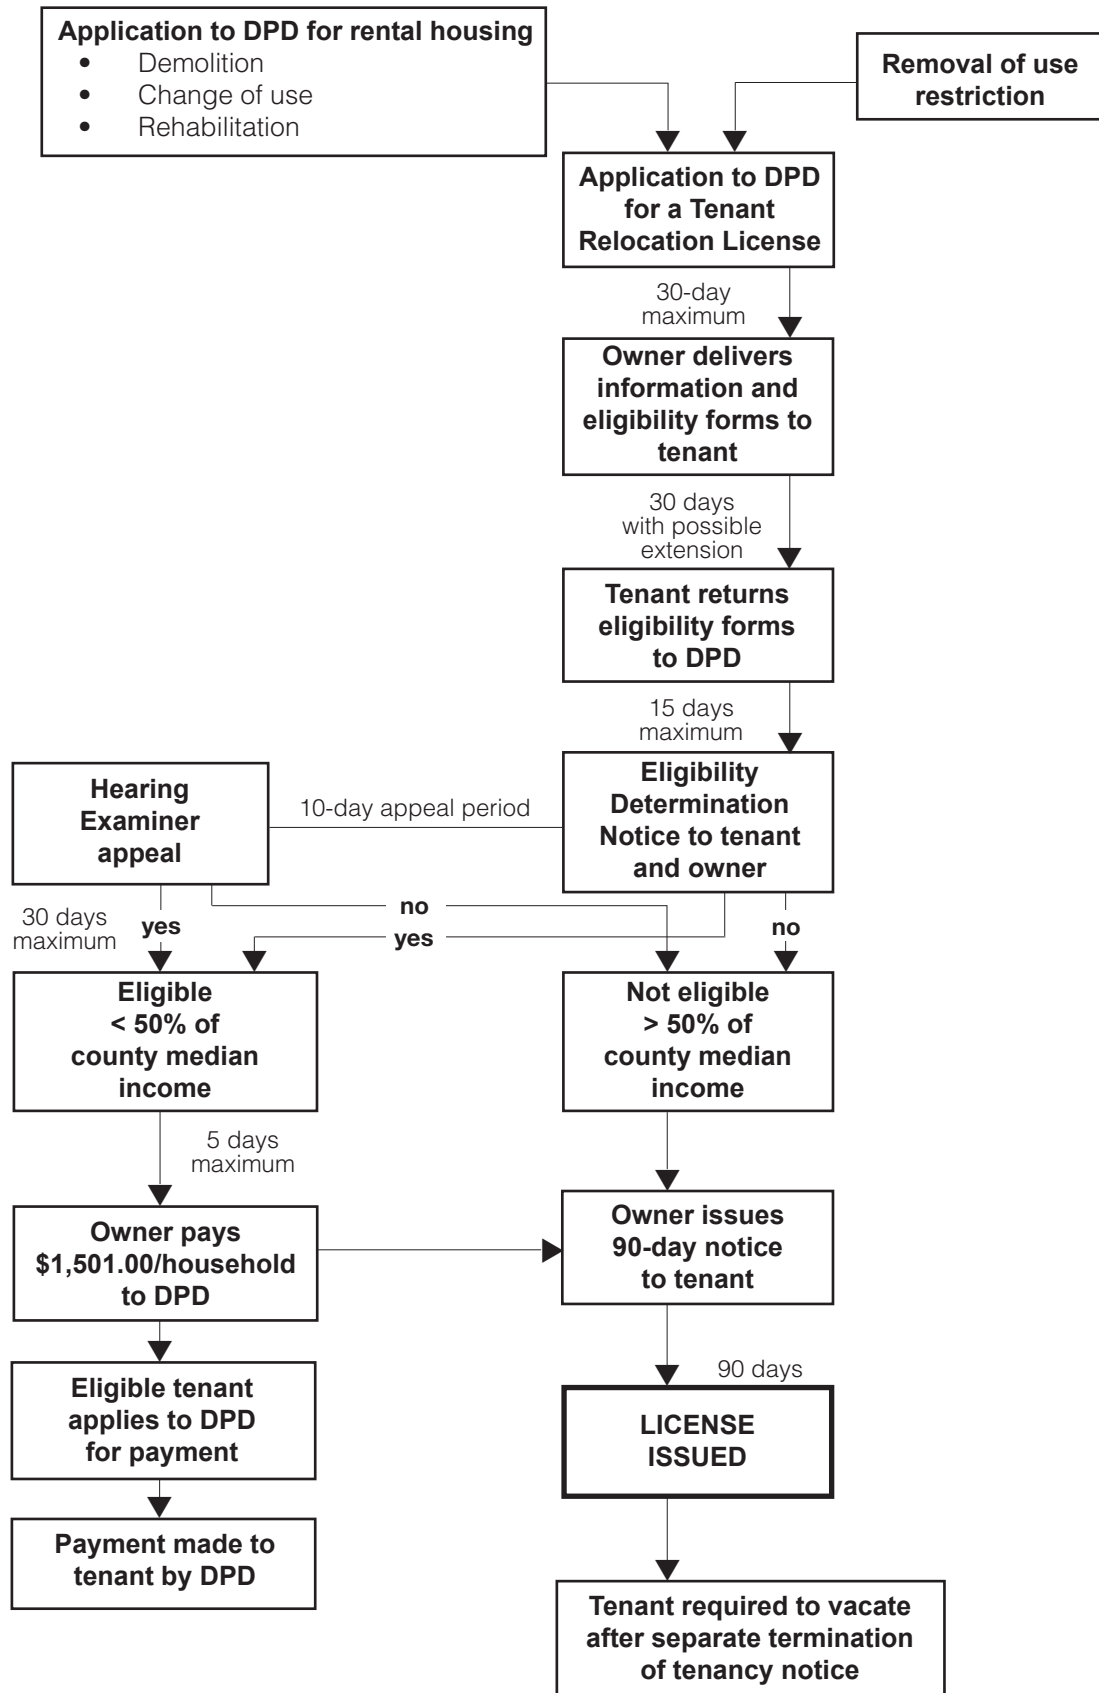 Application to DPD for rental housing
• Demolition
• Change of use
• Rehabilitation
Removal of use
restriction
Application to DPD
for a Tenant
Relocation License
30-day
maximum
Owner delivers
information and
eligibility forms to
tenant
30 days
with possible
extension
Tenant returns
eligibility forms
to DPD
15 days
maximum
Eligibility
Determination
Notice to tenant
and owner
10-day appeal period
Hearing
Examiner
appeal
30 days
maximum
yes
no
yes
no
Eligible
< 50% of
county median
income
Not eligible
> 50% of
county median
income
5 days
maximum
Owner pays
$1,501.00/household
to DPD
Owner issues
90-day notice
to tenant
Eligible tenant
applies to DPD
for payment
90 days
LICENSE
ISSUED
Payment made to
tenant by DPD
Tenant required to vacate
after separate termination
of tenancy notice